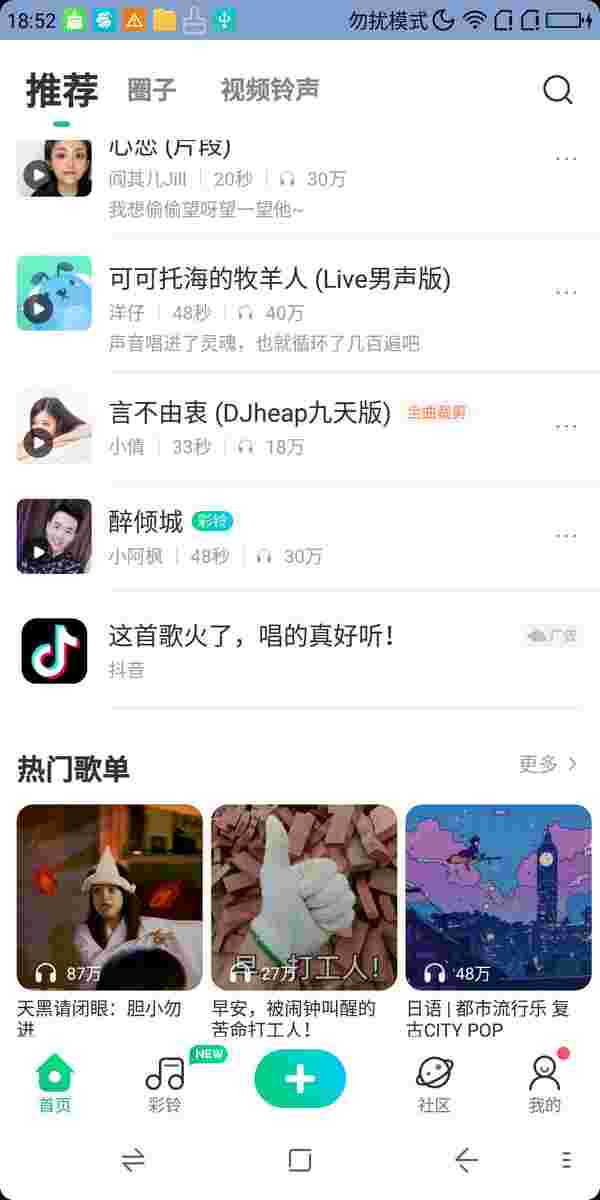 18:52
勿扰模式
推荐 圈子 视频铃声
心恋 (片段)
阎其儿Jill 20秒 30万
我想偷偷望呀望一望他~
可可托海的牧羊人 (Live男声版)
洋仔 48秒 40万
声音唱进了灵魂，也就循环了几百遍吧
言不由衷 (DJheap九天版) 金曲裁剪
小倩 33秒 18万
醉倾城 彩铃
小阿枫 48秒 30万
这首歌火了，唱的真好听！
广告
抖音
热门歌单
更多
87万
早，打工人！
27万
48万
天黑请闭眼：胆小勿进
早安，被闹钟叫醒的苦命打工人！
日语 | 都市流行乐 复古CITY POP
NEW
首页 彩铃 社区 我的